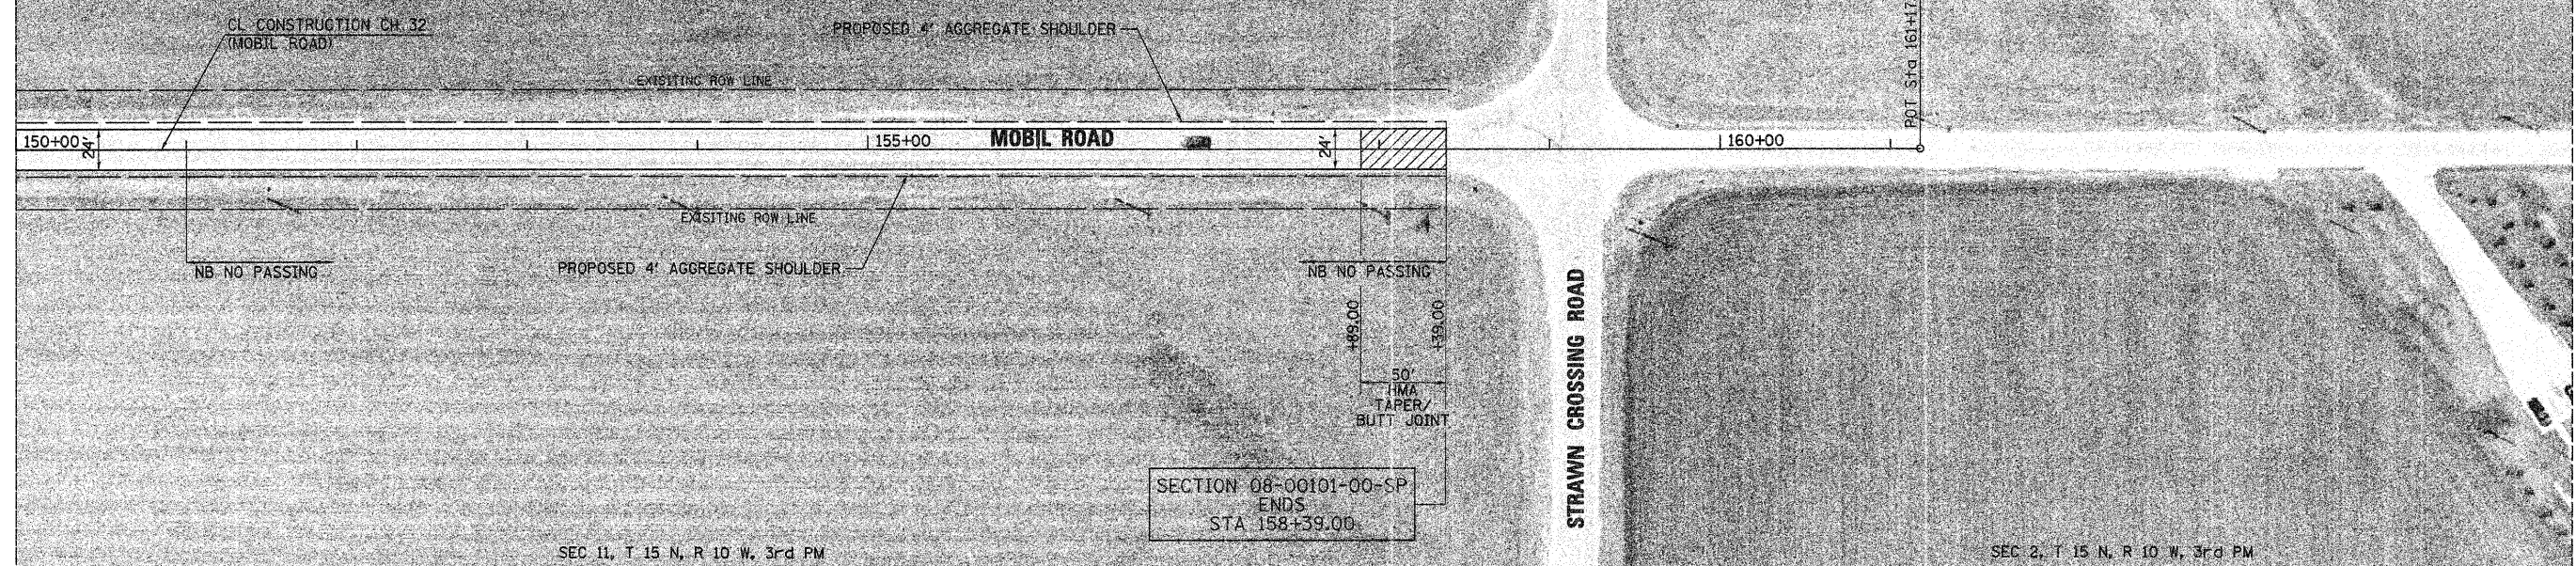 CL CONSTRUCTION CH 32
(MOBIL ROAD)
PROPOSED 4' AGGREGATE SHOULDER
POT Sta 161+17
EXISITING ROW LINE
150+00
24'
155+00
MOBIL ROAD
24'
160+00
EXISITING ROW LINE
NB NO PASSING
PROPOSED 4' AGGREGATE SHOULDER
NB NO PASSING
+89.00
+39.00
50'
HMA
TAPER/
BUTT JOINT
STRAWN CROSSING ROAD
SECTION 08-00101-00-SP
ENDS
STA 158+39.00
SEC 11, T 15 N, R 10 W, 3rd PM
SEC 2, T 15 N, R 10 W, 3rd PM